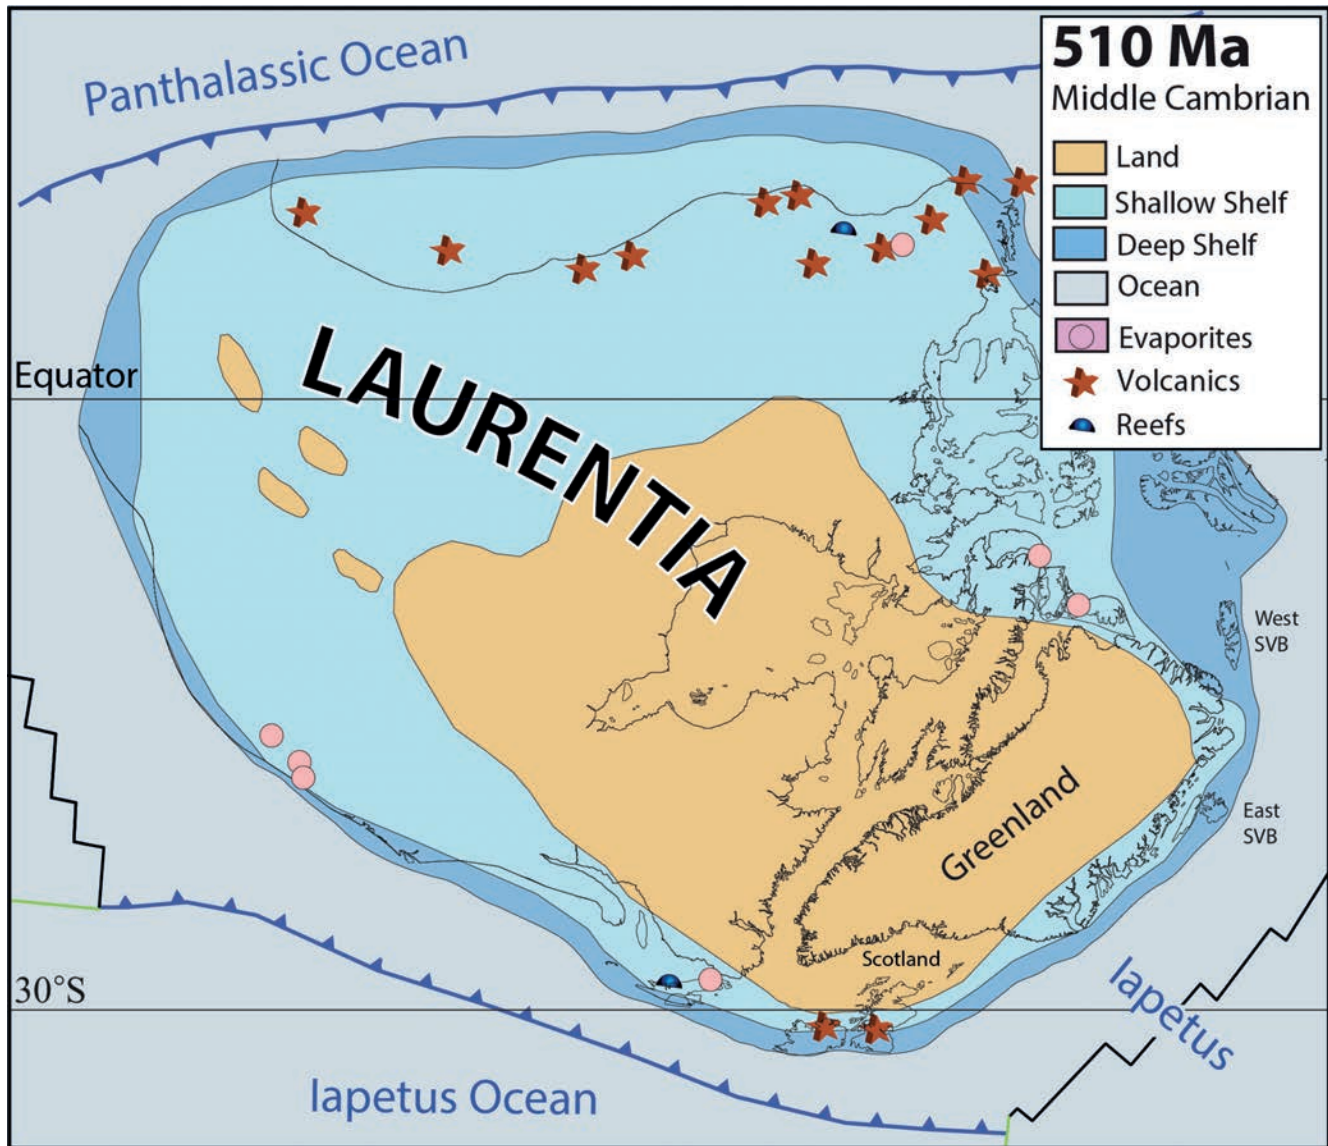 Panthalassic Ocean
510 Ma
Middle Cambrian
Land
Shallow Shelf
Deep Shelf
Ocean
Evaporites
Volcanics
Reefs
Equator
LAURENTIA
West
SVB
East
SVB
Greenland
Scotland
30°S
Iapetus
Iapetus Ocean